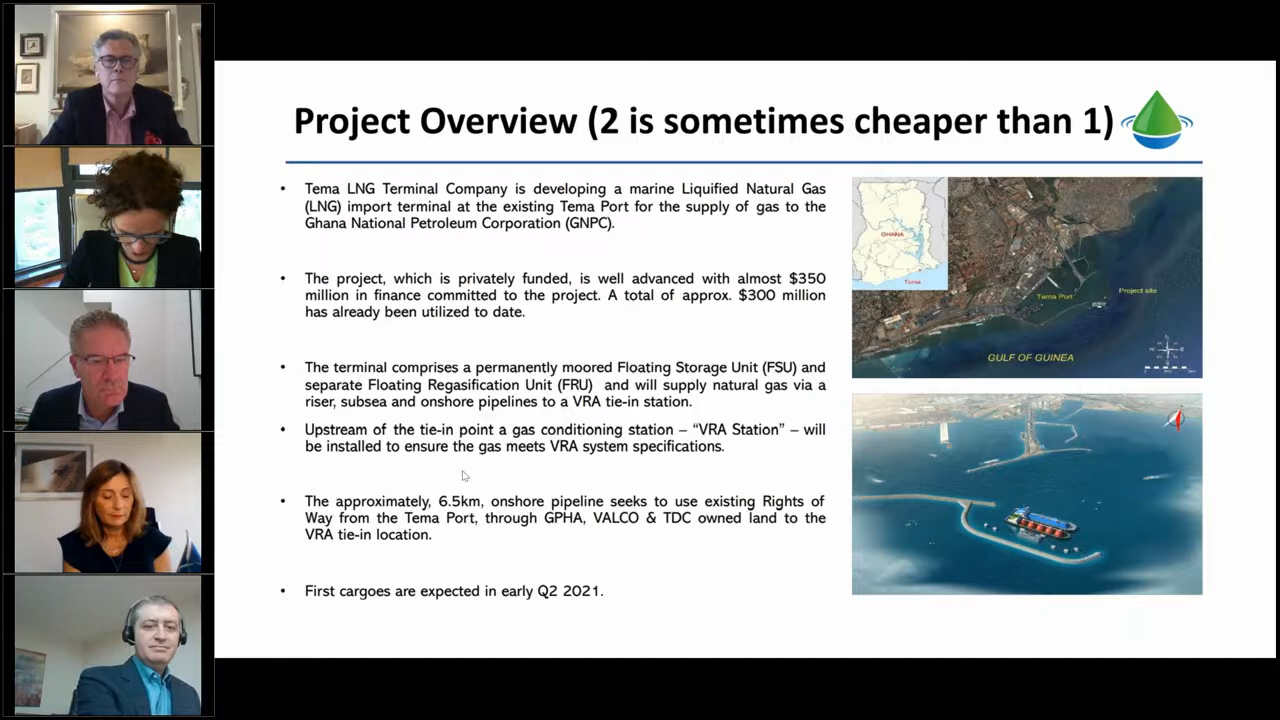 Project Overview (2 is sometimes cheaper than 1)
• Tema LNG Terminal Company is developing a marine Liquified Natural Gas
(LNG) import terminal at the existing Tema Port for the supply of gas to the
Ghana National Petroleum Corporation (GNPC).
• The project, which is privately funded, is well advanced with almost $350
million in finance committed to the project. A total of approx. $300 million
has already been utilized to date.
• The terminal comprises a permanently moored Floating Storage Unit (FSU) and
separate Floating Regasification Unit (FRU) and will supply natural gas via a
riser, subsea and onshore pipelines to a VRA tie-in station.
• Upstream of the tie-in point a gas conditioning station – “VRA Station” – will
be installed to ensure the gas meets VRA system specifications.
• The approximately, 6.5km, onshore pipeline seeks to use existing Rights of
Way from the Tema Port, through GPHA, VALCO & TDC owned land to the
VRA tie-in location.
• First cargoes are expected in early Q2 2021.
GHANA
Tema
Tema Port
Project site
GULF OF GUINEA